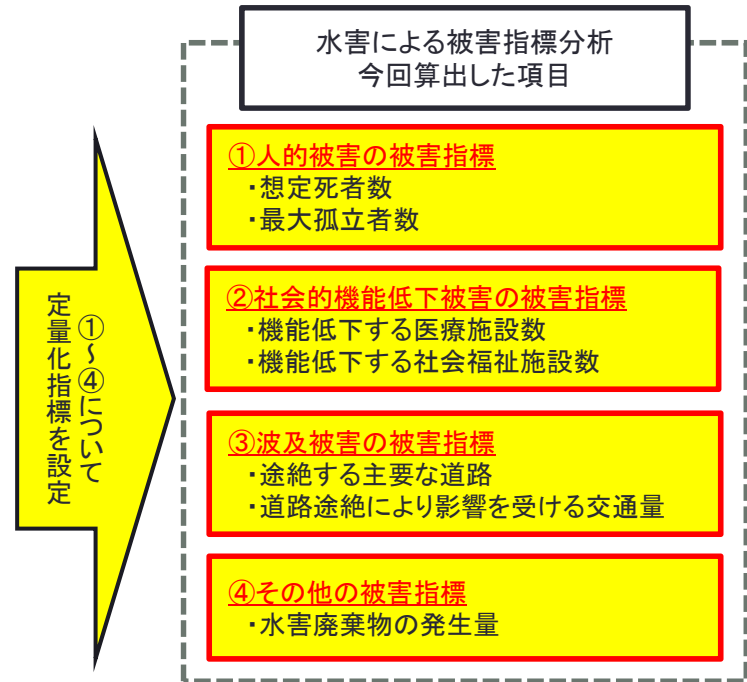 水害による被害指標分析
今回算出した項目
①人的被害の被害指標
・想定死者数
・最大孤立者数
②社会的機能低下被害の被害指標
・機能低下する医療施設数
・機能低下する社会福祉施設数
③波及被害の被害指標
・途絶する主要な道路
・道路途絶により影響を受ける交通量
④その他の被害指標
・水害廃棄物の発生量
①~④について
定量化指標を設定